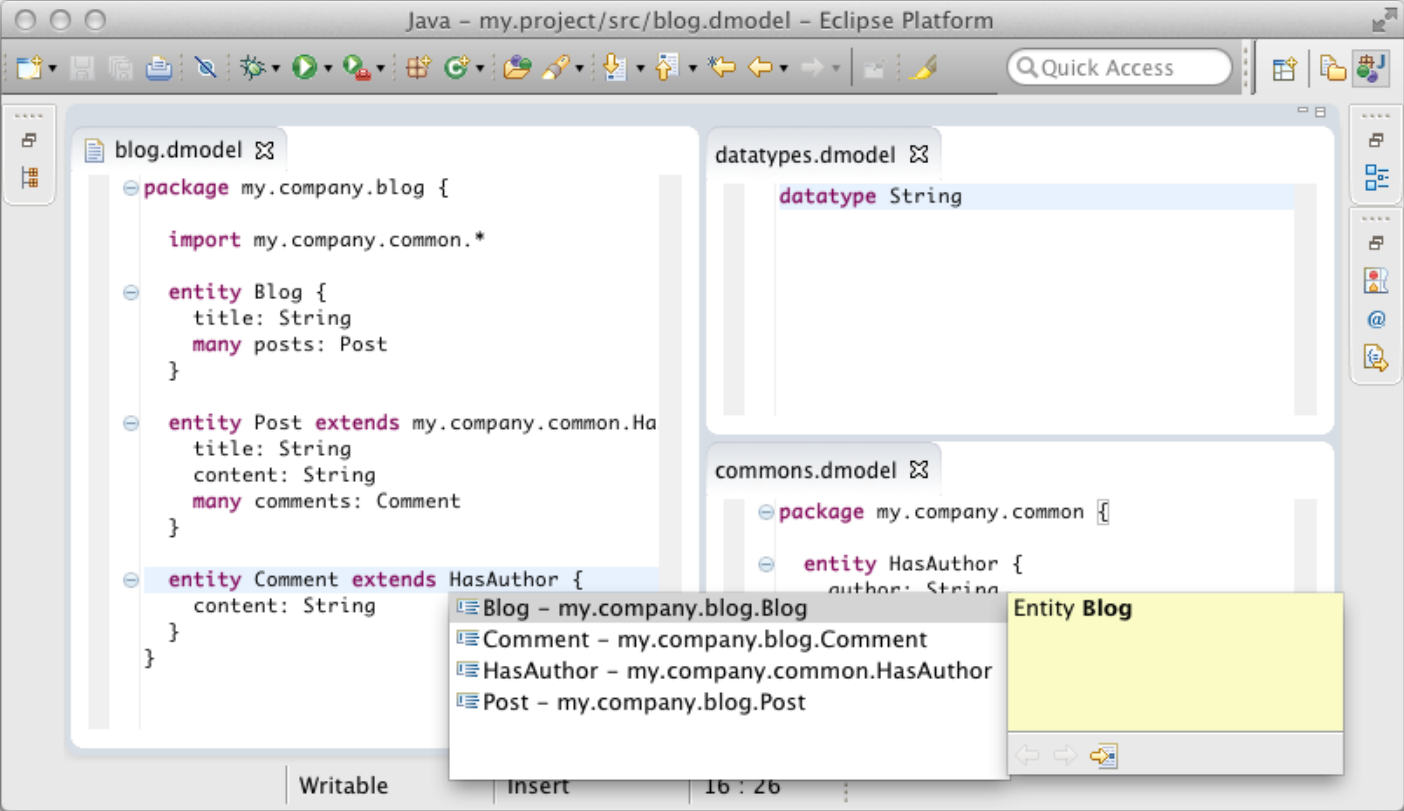 Java – my.project/src/blog.dmodel – Eclipse Platform
Quick Access
blog.dmodel
package my.company.blog {
import my.company.common.*
entity Blog {
title: String
many posts: Post
}
entity Post extends my.company.common.Ha
title: String
content: String
many comments: Comment
}
entity Comment extends HasAuthor {
content: String
}
}
datatypes.dmodel
datatype String
commons.dmodel
package my.company.common {
entity HasAuthor {
author: String
Blog – my.company.blog.Blog
Comment – my.company.blog.Comment
HasAuthor – my.company.common.HasAuthor
Post – my.company.blog.Post
Entity Blog
Writable
Insert
16 : 26